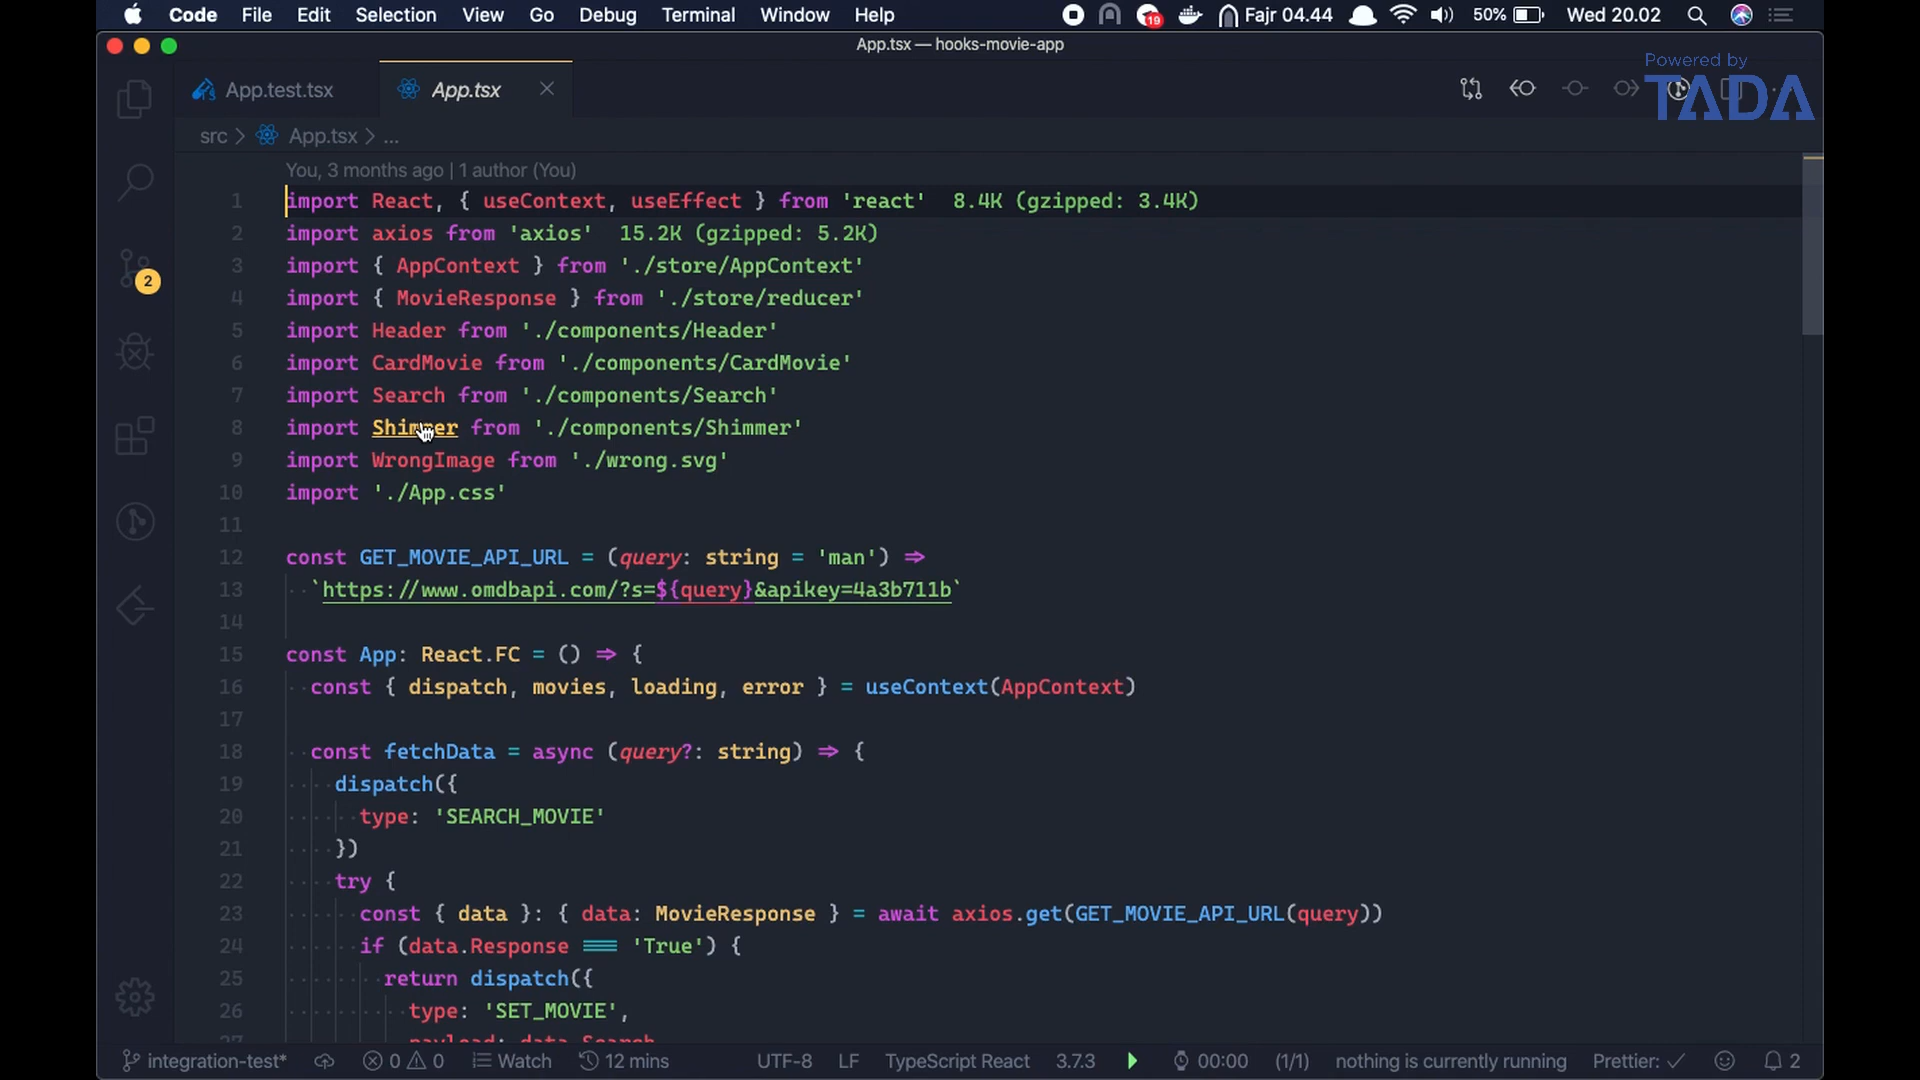 Code File Edit Selection View Go Debug Terminal Window Help 19 Fajr 04.44 50% Wed 20.02
App.tsx — hooks-movie-app
Powered by
TADA
App.test.tsx App.tsx
src > App.tsx > ...
You, 3 months ago | 1 author (You)
1 import React, { useContext, useEffect } from 'react' 8.4K (gzipped: 3.4K)
2 import axios from 'axios' 15.2K (gzipped: 5.2K)
3 import { AppContext } from './store/AppContext'
4 import { MovieResponse } from './store/reducer'
5 import Header from './components/Header'
6 import CardMovie from './components/CardMovie'
7 import Search from './components/Search'
8 import Shimmer from './components/Shimmer'
9 import WrongImage from './wrong.svg'
10 import './App.css'
11
12 const GET_MOVIE_API_URL = (query: string = 'man') =>
13 `https://www.omdbapi.com/?s=${query}&apikey=4a3b711b`
14
15 const App: React.FC = () => {
16 const { dispatch, movies, loading, error } = useContext(AppContext)
17
18 const fetchData = async (query?: string) => {
19 dispatch({
20 type: 'SEARCH_MOVIE'
21 })
22 try {
23 const { data }: { data: MovieResponse } = await axios.get(GET_MOVIE_API_URL(query))
24 if (data.Response === 'True') {
25 return dispatch({
26 type: 'SET_MOVIE',
27 payload: data.Search
2
integration-test* 0 0 Watch 12 mins UTF-8 LF TypeScript React 3.7.3 00:00 (1/1) nothing is currently running Prettier: ✓ 2